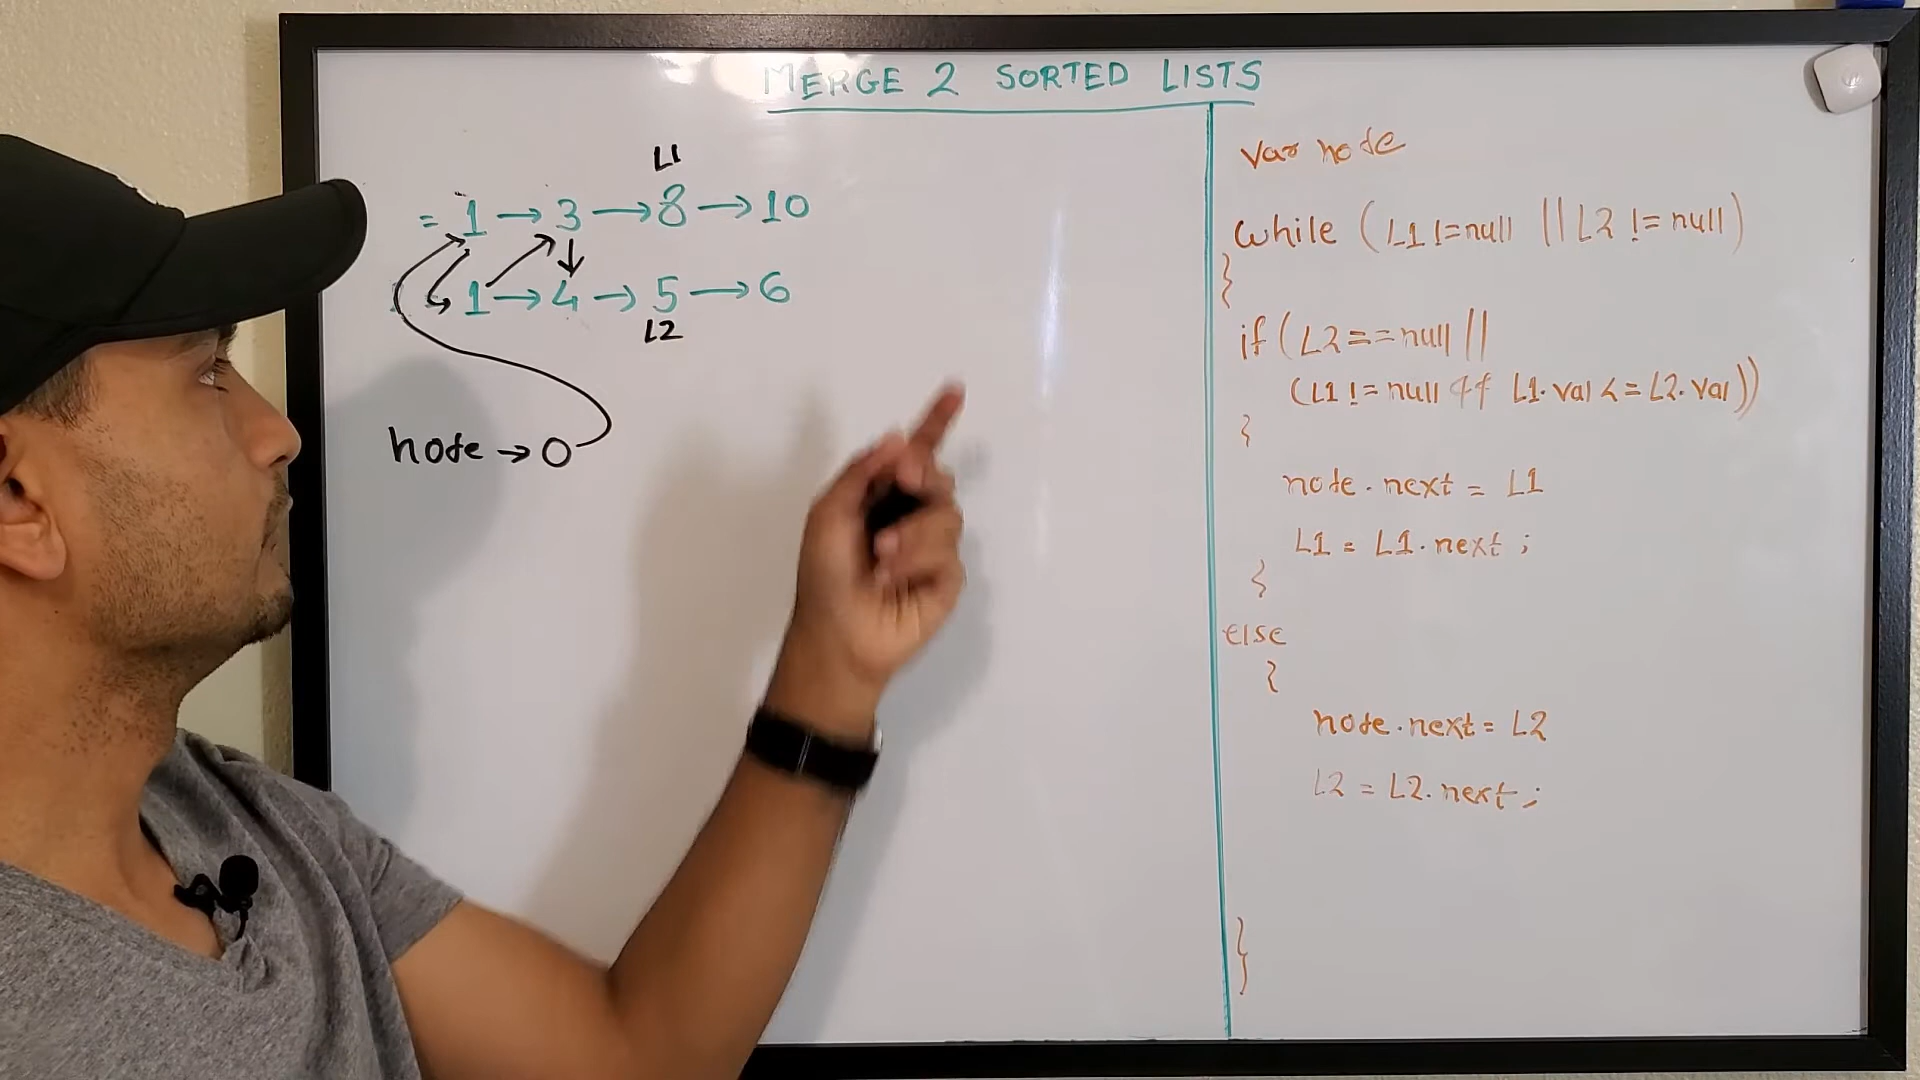 MERGE 2 SORTED LISTS
L1
= 1 → 3 → 8 → 10
1 → 4 → 5 → 6
L2
node → 0
var node
while (L1 != null || L2 != null)
}
if (L2 == null ||
(L1 != null && L1.val <= L2.val))
{
node.next = L1
L1 = L1.next ;
}
else
{
node.next = L2
L2 = L2.next ;
}